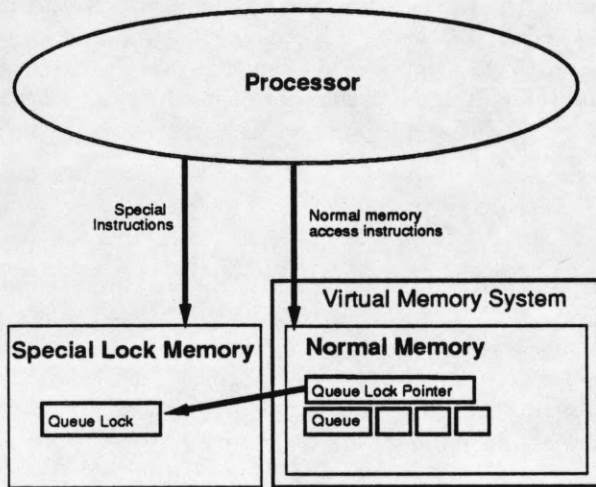 Processor
Special
Instructions
Normal memory
access instructions
Virtual Memory System
Special Lock Memory
Normal Memory
Queue Lock Pointer
Queue Lock
Queue